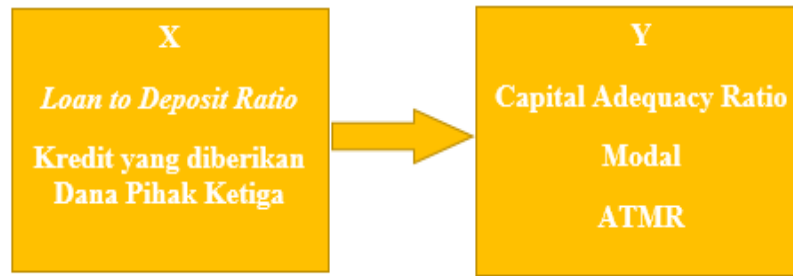 X
Loan to Deposit Ratio
Kredit yang diberikan
Dana Pihak Ketiga
Y
Capital Adequacy Ratio
Modal
ATMR